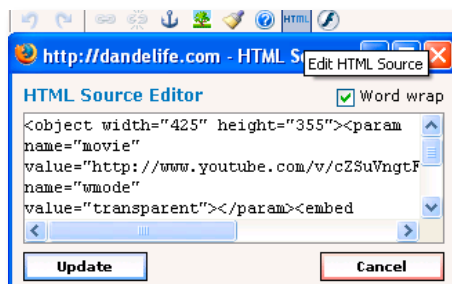 HTML
http://dandelife.com - HTML S
Edit HTML Source
HTML Source Editor
Word wrap
<object width="425" height="355"><param
name="movie"
value="http://www.youtube.com/v/cZSuVngtF
name="wmode"
value="transparent"></param><embed
Update
Cancel